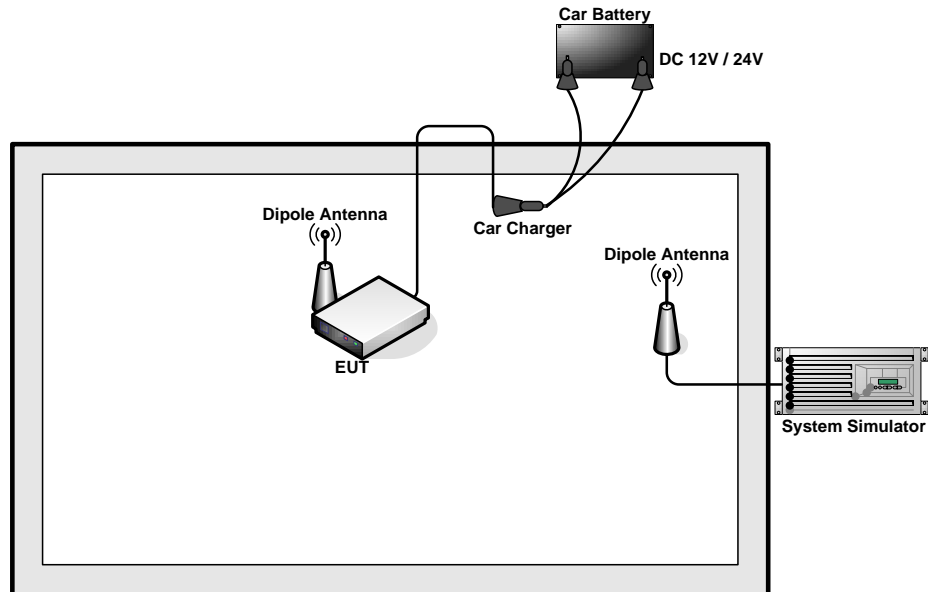 Car Battery
DC 12V / 24V
Dipole Antenna
Car Charger
Dipole Antenna
EUT
System Simulator